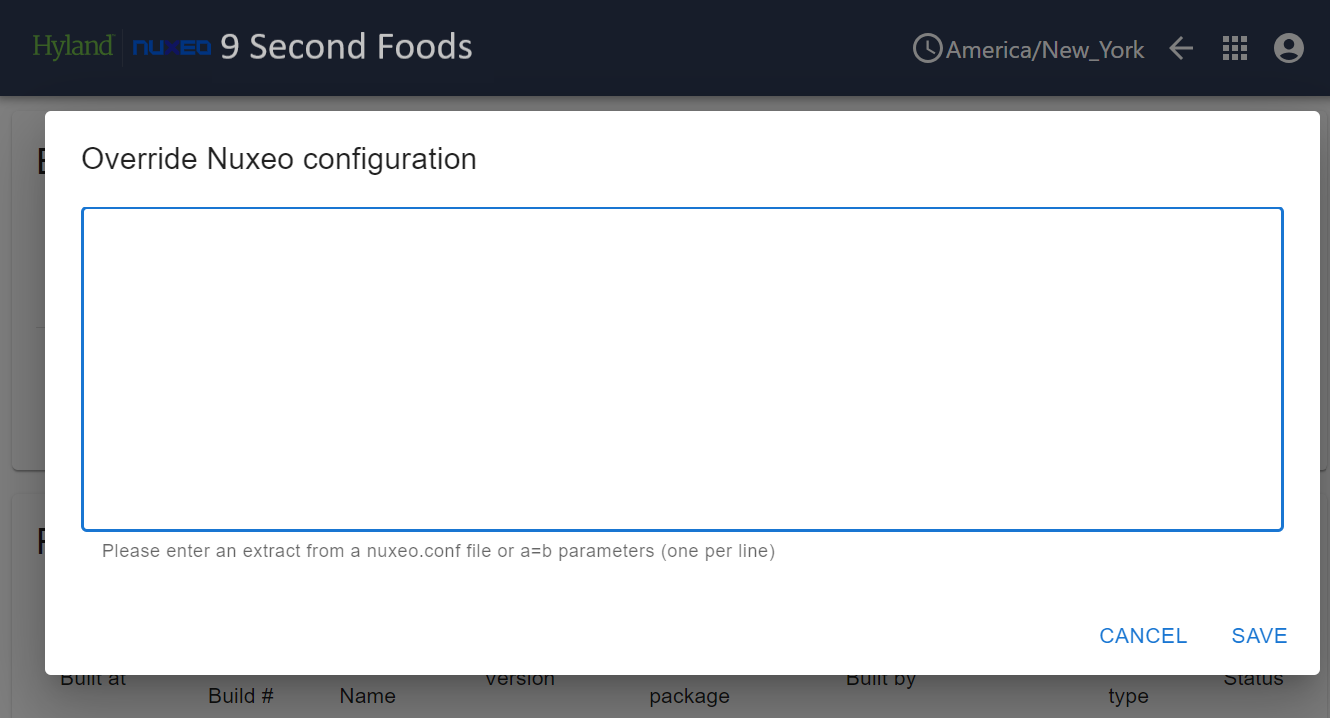 Hyland nuxeo 9 Second Foods America/New_York
Override Nuxeo configuration
Please enter an extract from a nuxeo.conf file or a=b parameters (one per line)
CANCEL SAVE
Built at Build # Name Version package Built by type Status